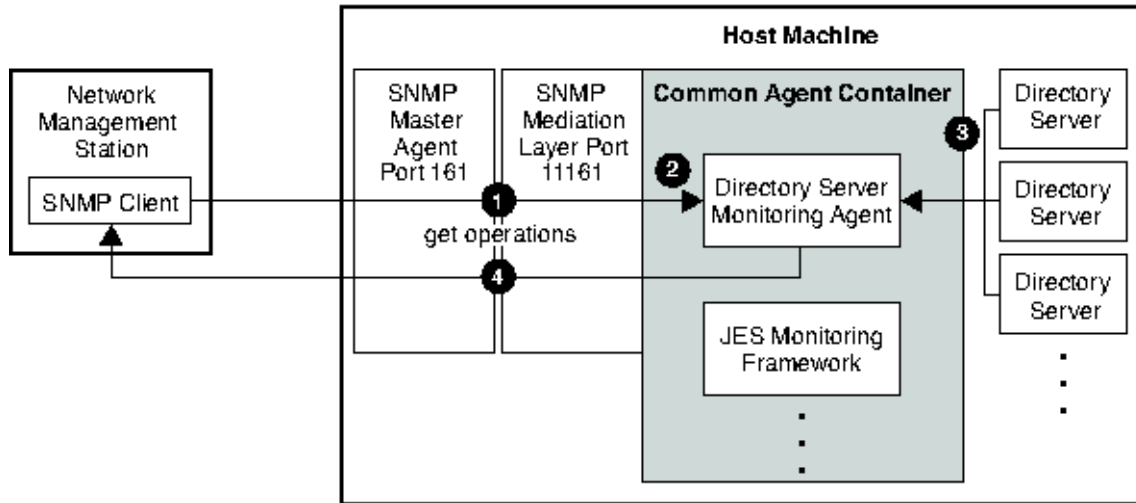 Host Machine
Network
Management
Station
SNMP Client
SNMP
Master
Agent
Port 161
SNMP
Mediation
Layer Port
11161
Common Agent Container
1
get operations
4
2
Directory Server
Monitoring Agent
JES Monitoring
Framework
3
Directory
Server
Directory
Server
Directory
Server